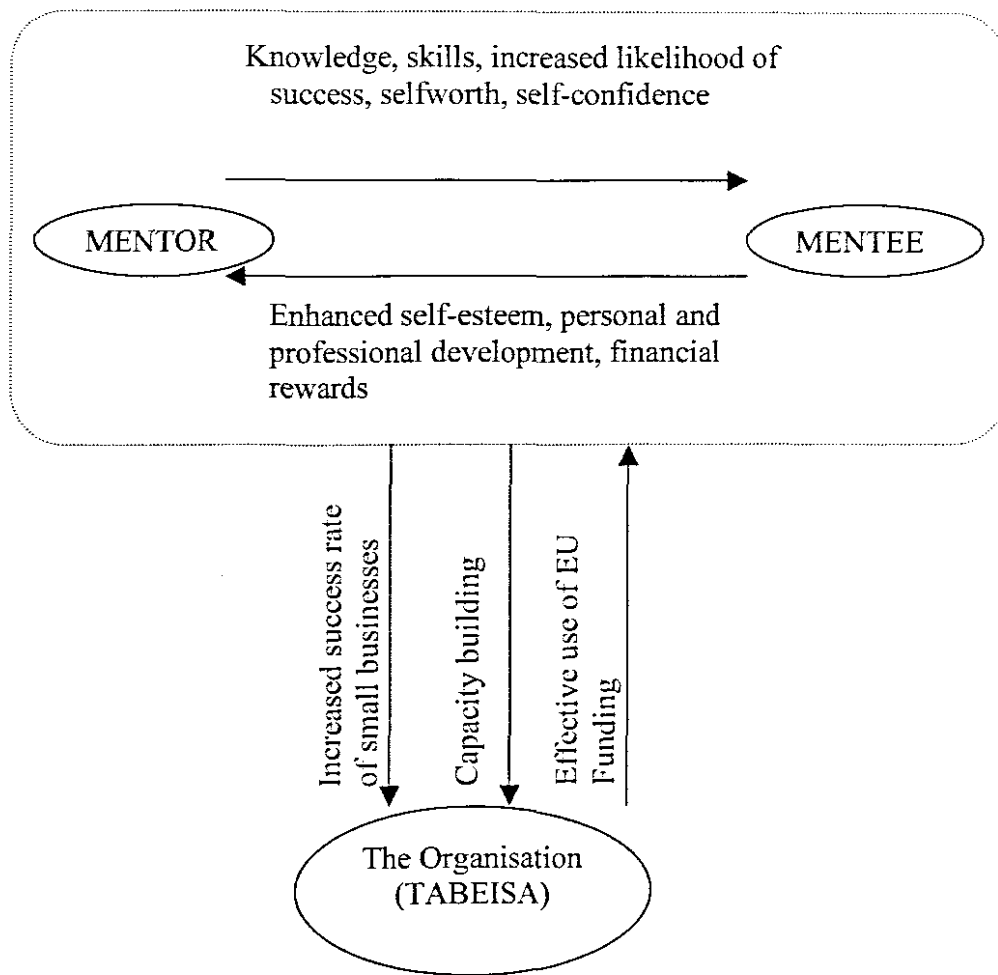 Knowledge, skills, increased likelihood of
success, selfworth, self-confidence
MENTOR
MENTEE
Enhanced self-esteem, personal and
professional development, financial
rewards
Increased success rate
of small businesses
Capacity building
Effective use of EU
Funding
The Organisation
(TABEISA)